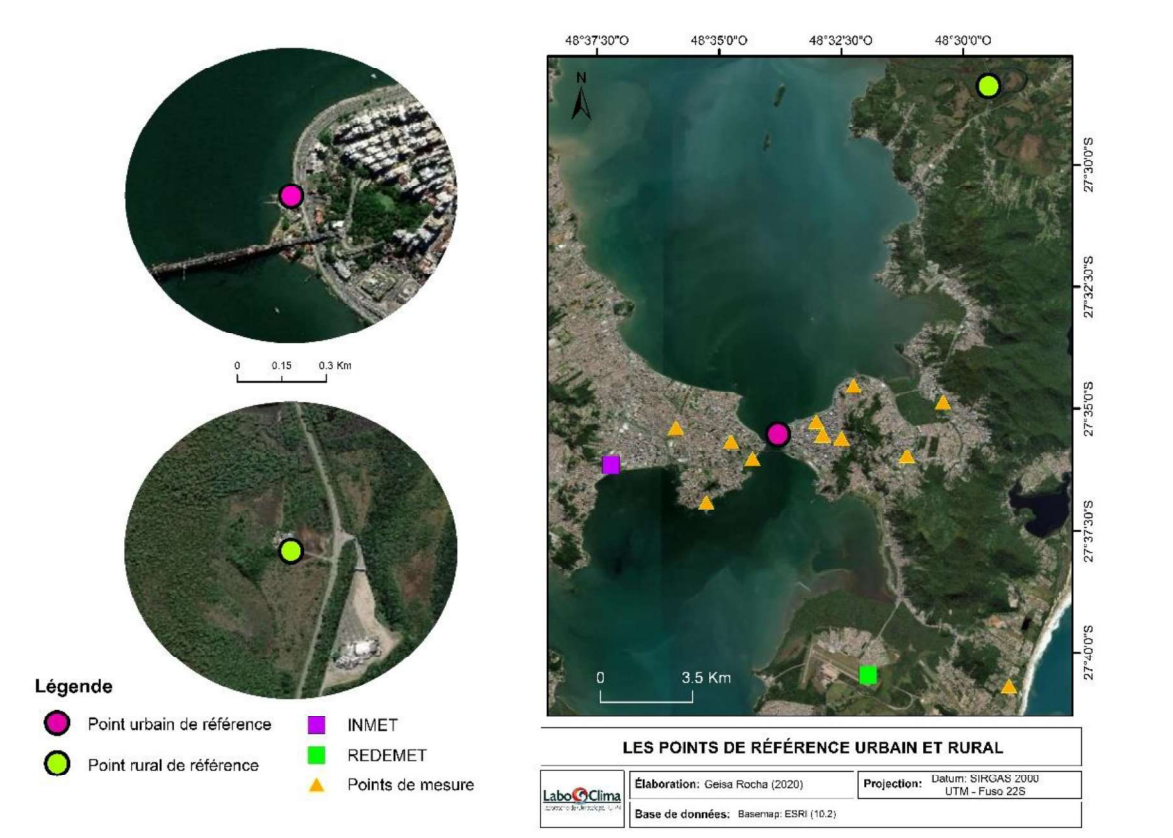 48°37'30"O 48°35'0"O 48°32'30"O 48°30'0"O
N
27°30'0"S
27°32'30"S
27°35'0"S
27°37'30"S
27°40'0"S
0 0.15 0.3 Km
0 3.5 Km
Légende
Point urbain de référence
Point rural de référence
INMET
REDEMET
Points de mesure
LES POINTS DE RÉFÉRENCE URBAIN ET RURAL
LaboClima
Élaboration: Geisa Rocha (2020)
Projection: Datum: SIRGAS 2000
UTM - Fuso 22S
Base de données: Basemap: ESRI (10.2)